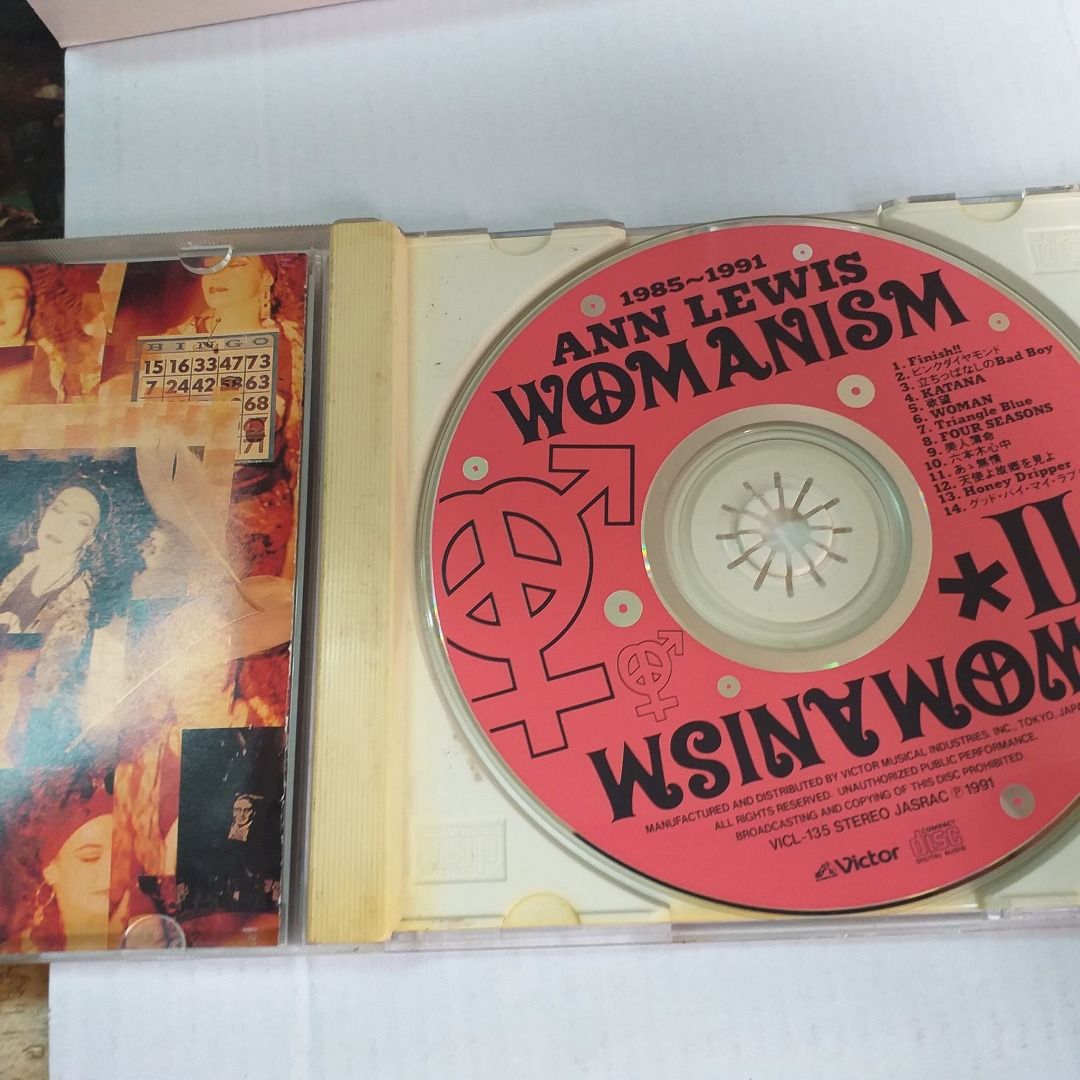 BINGO
15 16 33 47 73
7 24 42 58 63
68
71
1985~1991
ANN LEWIS
WOMANISM
1. Finish!!
2. ピンクダイヤモンド
3. 立ちっぱなしのBad Boy
4. KATANA
5. 欲望
6. WOMAN
7. Triangle Blue
8. FOUR SEASONS
9. 美人薄命
10. 六本木心中
11. あゝ無情
12. 天使よ故郷を見よ
13. Honey Dripper
14. グッド・バイ・マイ・ラブ
II*
WOMANISM
MANUFACTURED AND DISTRIBUTED BY VICTOR MUSICAL INDUSTRIES, INC., TOKYO, JAPA
ALL RIGHTS RESERVED. UNAUTHORIZED PUBLIC PERFORMANCE.
BROADCASTING AND COPYING OF THIS DISC PROHIBITED.
VICL-135 STEREO JASRAC Ⓟ 1991
Victor
COMPACT
disc
DIGITAL AUDIO